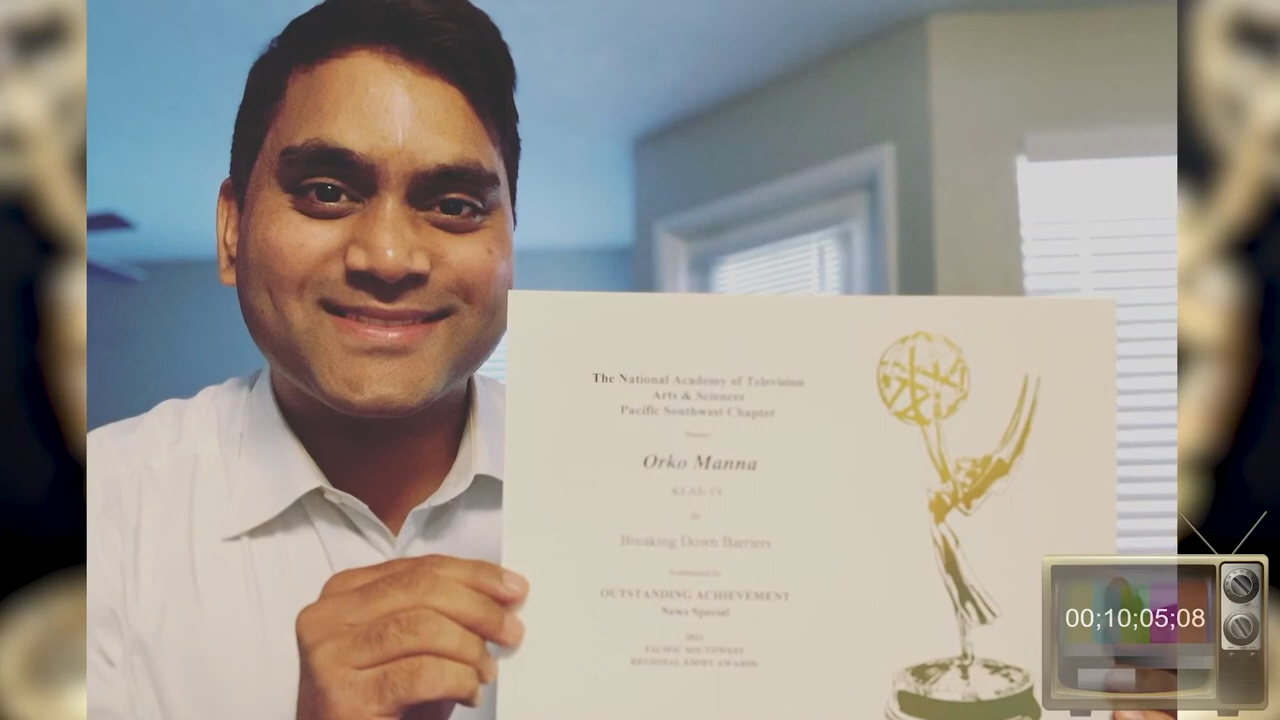 The National Academy of Television
Arts & Sciences
Pacific Southwest Chapter
Orko Manna
KLAS-TV
for
Breaking Down Barriers
OUTSTANDING ACHIEVEMENT
News Special
2021
PACIFIC SOUTHWEST
REGIONAL EMMY AWARDS
00;10;05;08